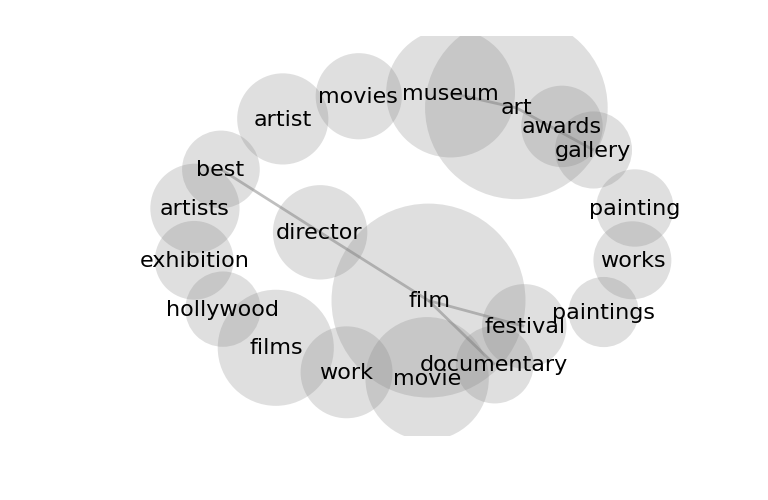 museum
movies
art
artist
awards
gallery
best
artists
painting
director
exhibition
works
film
hollywood
paintings
festival
films
documentary
work
movie